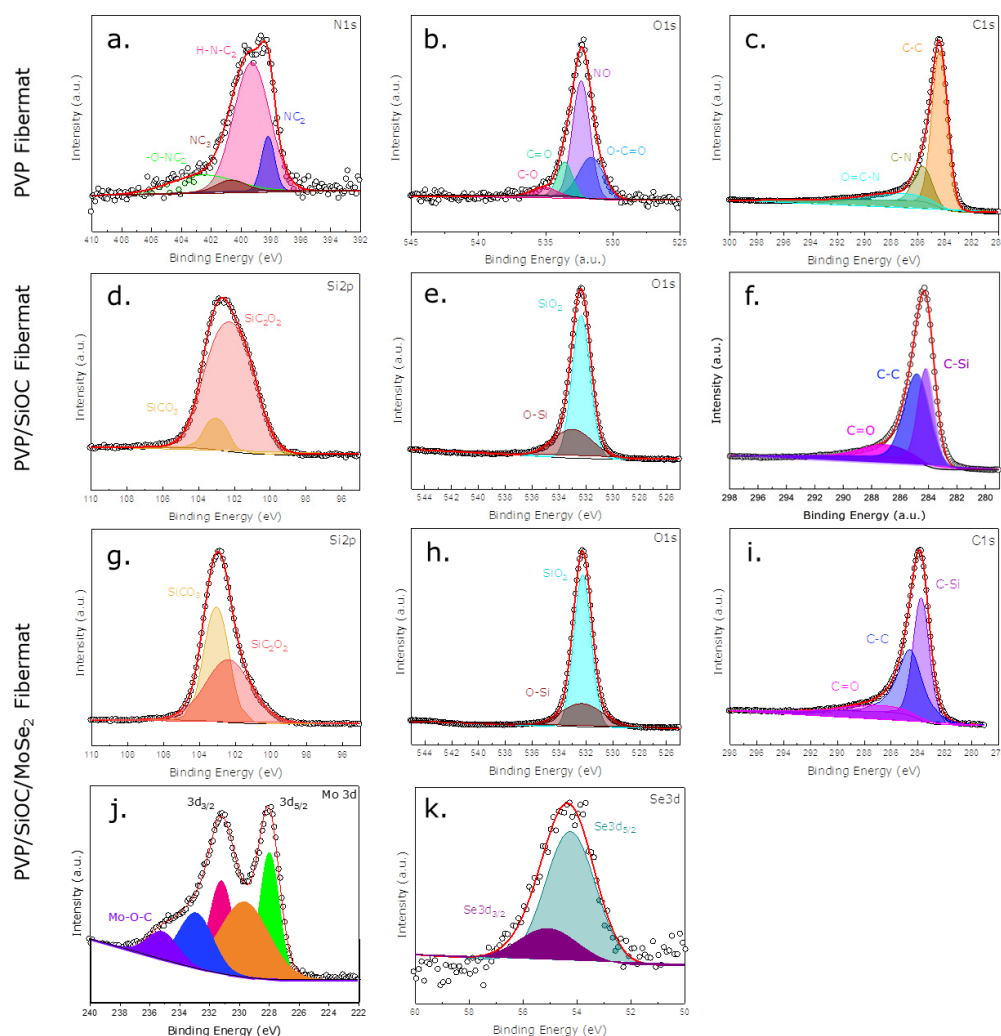 PVP Fibermat
a.
N1s
H-N-C2
NC3
NC2
-O-NC2
Intensity (a.u.)
410 408 406 404 402 400 398 396 394 392
Binding Energy (eV)
b.
O1s
NO
C=O
O-C=O
C-O
Intensity (a.u.)
545 540 535 530 525
Binding Energy (a.u.)
c.
C1s
C-C
C-N
O=C-N
Intensity (a.u.)
300 298 296 294 292 290 288 286 284 282 28
Binding Energy (eV)
PVP/SiOC Fibermat
d.
Si2p
SiC2O2
SiCO3
Intensity (a.u.)
110 108 106 104 102 100 98 96
Binding Energy (eV)
e.
O1s
SiO2
O-Si
Intensity (a.u.)
545 544 542 540 538 536 534 532 530 528 526
Binding Energy (eV)
f.
C-Si
C-C
C=O
Intensity (a.u.)
298 296 294 292 290 288 286 284 282 280
Binding Energy (a.u.)
PVP/SiOC/MoSe2 Fibermat
g.
Si2p
SiCO3
SiC2O2
Intensity (a.u.)
110 108 106 104 102 100 98 96
Binding Energy (eV)
h.
O1s
SiO2
O-Si
Intensity (a.u.)
544 542 540 538 536 534 532 530 528 526
Binding Energy (eV)
i.
C1s
C-Si
C-C
C=O
Intensity (a.u.)
298 296 294 292 290 288 286 284 282 280 27
Binding Energy (eV)
j.
3d3/2
3d5/2
Mo 3d
Mo-O-C
Intensity (a.u.)
240 238 236 234 232 230 228 226 224 222
Binding Energy (eV)
k.
Se3d
Se3d5/2
Se3d3/2
Intensity (a.u.)
60 58 56 54 52 50
Binding Energy (eV)